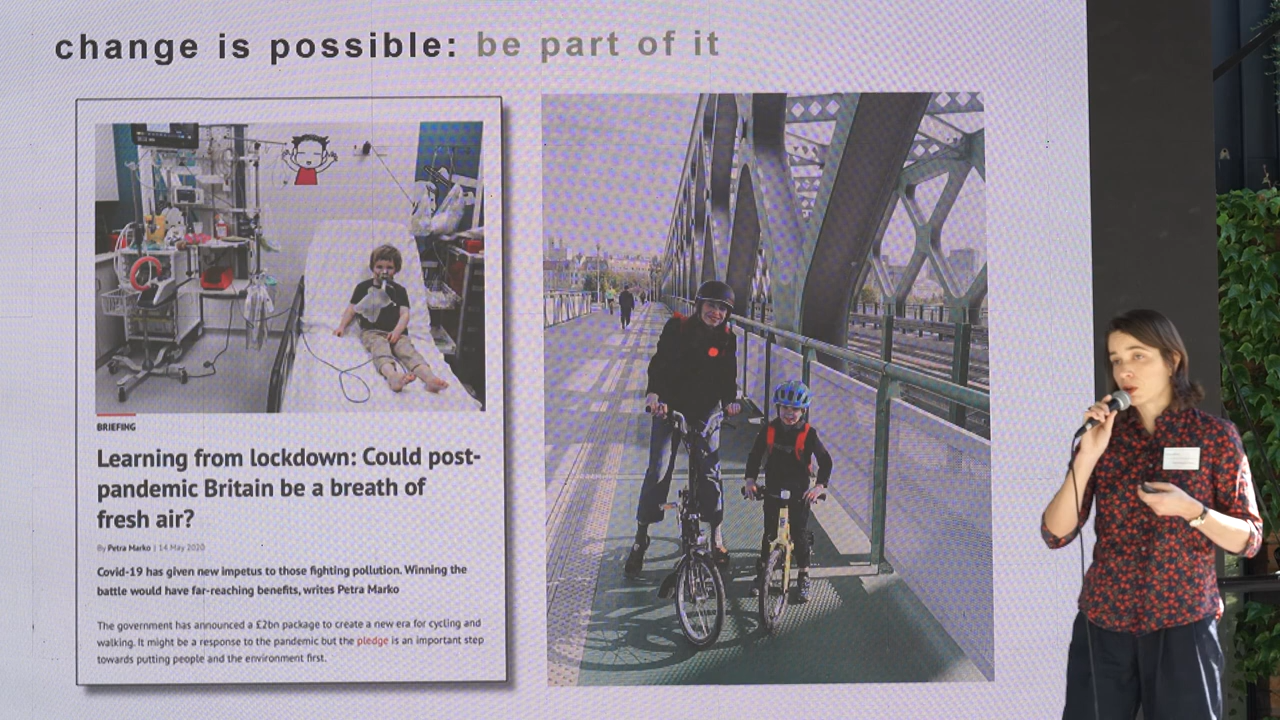 change is possible: be part of it
BRIEFING
Learning from lockdown: Could post-
pandemic Britain be a breath of
fresh air?
By Petra Marko | 14 May 2020
Covid-19 has given new impetus to those fighting pollution. Winning the
battle would have far-reaching benefits, writes Petra Marko
The government has announced a £2bn package to create a new era for cycling and
walking. It might be a response to the pandemic but the pledge is an important step
towards putting people and the environment first.